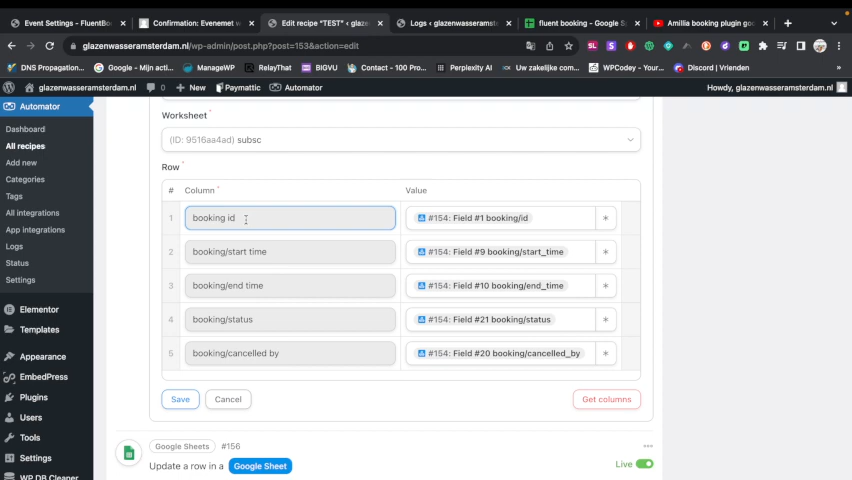 Event Settings - FluentBo
Confirmation: Evenemet w
Edit recipe "TEST" < glaze
Logs < glazenwasseramste
fluent booking - Google S
Amillia booking plugin go
glazenwasseramsterdam.nl/wp-admin/post.php?post=153&action=edit
DNS Propagation...
Google - Mijn acti...
ManageWP
RelayThat
BIGVU
Contact - 100 Pro...
Perplexity AI
Uw zakelijke com...
WPCodey - Your...
Discord | Vrienden
glazenwasseramsterdam.nl
0
New
Paymattic
Automator
Howdy, glazenwasseramsterdam.nl
Automator
Dashboard
All recipes
Add new
Categories
Tags
All integrations
App integrations
Logs
Status
Settings
Elementor
Templates
Appearance
EmbedPress
Plugins
Users
Tools
Settings
WP DB Cleaner
Worksheet *
(ID: 9516aa4ad) subsc
Row *
# Column * Value
1 booking id #154: Field #1 booking/id *
2 booking/start time #154: Field #9 booking/start_time *
3 booking/end time #154: Field #10 booking/end_time *
4 booking/status #154: Field #21 booking/status *
5 booking/cancelled by #154: Field #20 booking/cancelled_by *
Save
Cancel
Get columns
Google Sheets #156
Update a row in a Google Sheet
Live